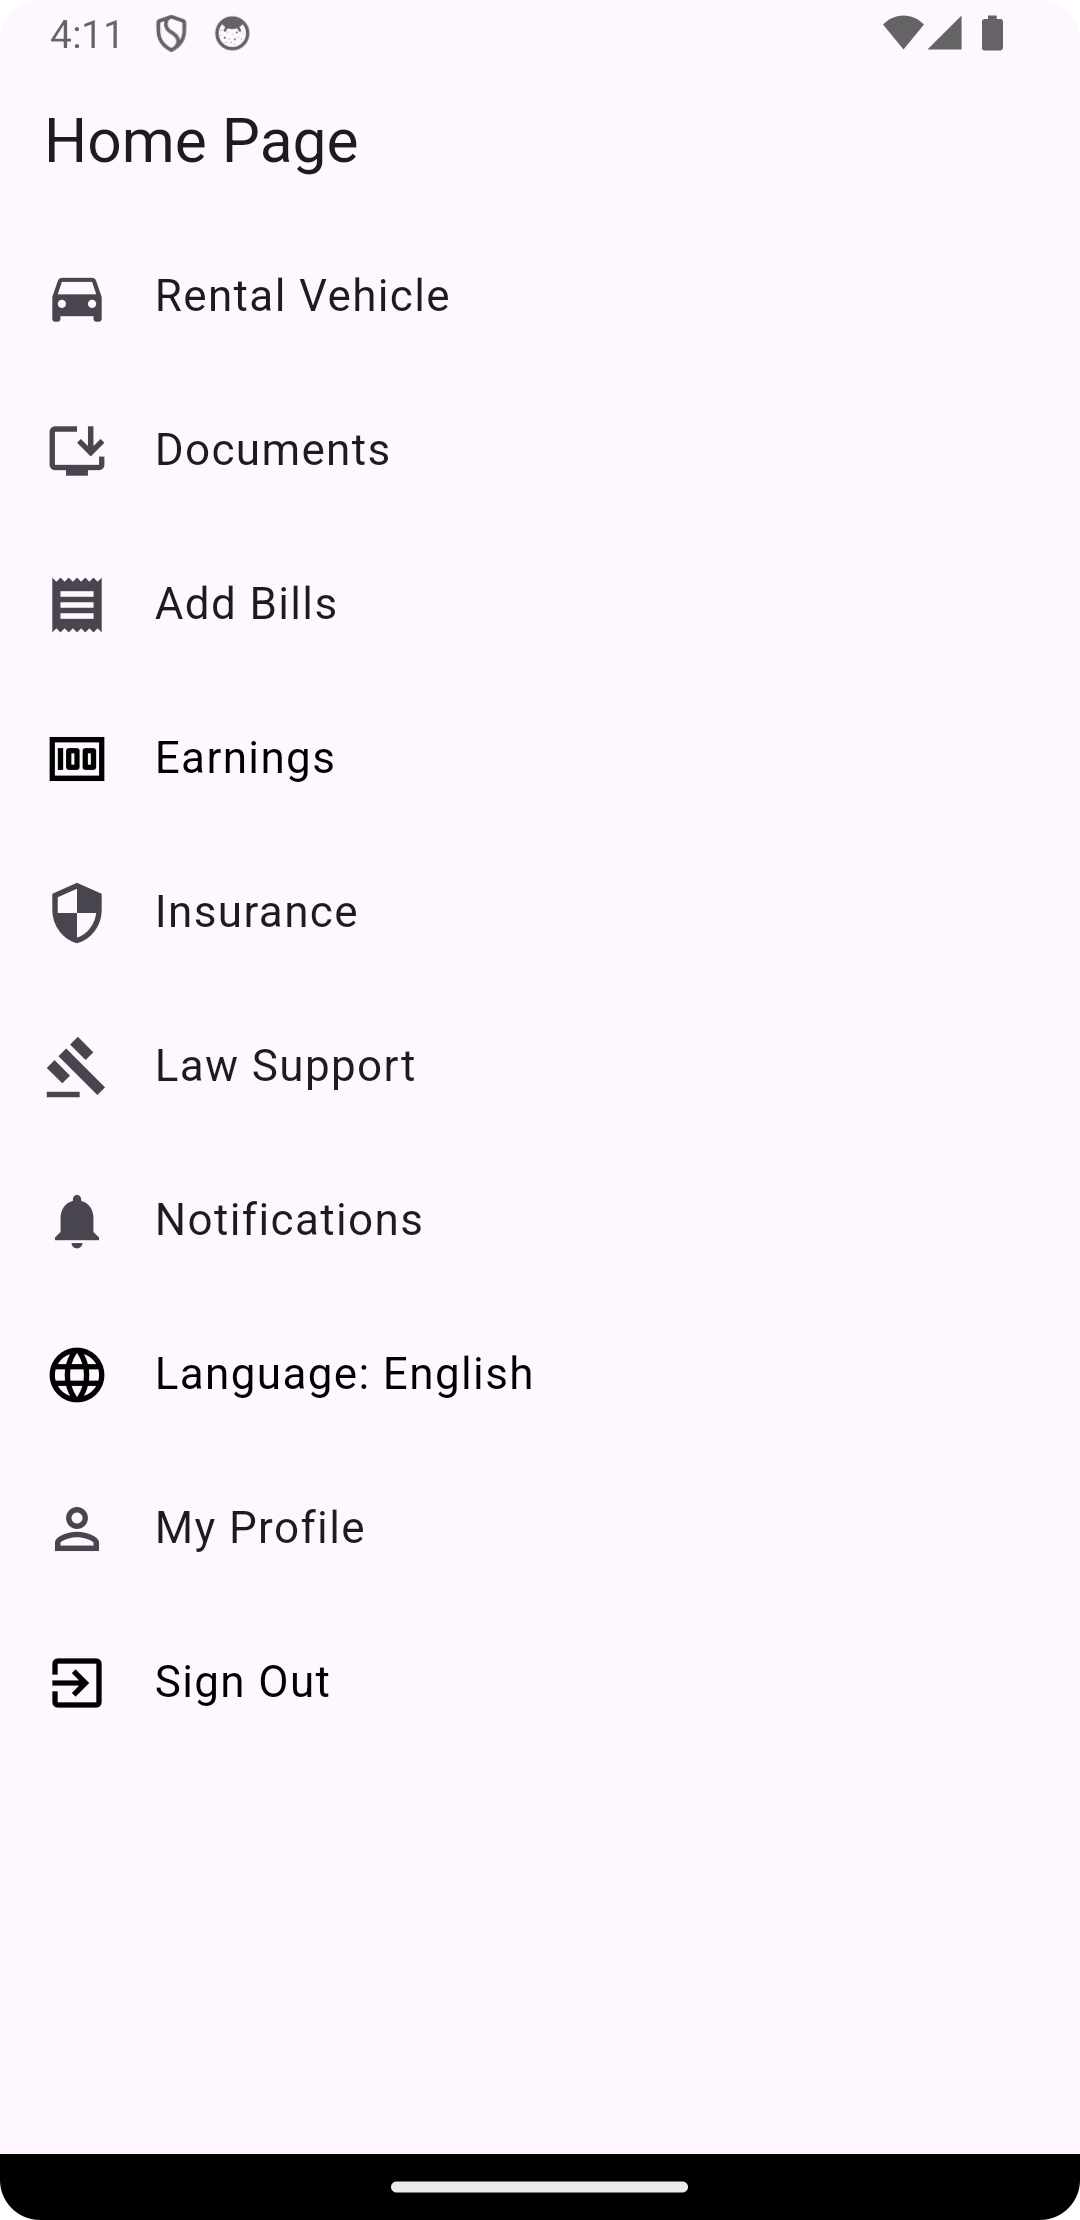 4:11
Home Page
Rental Vehicle
Documents
Add Bills
Earnings
Insurance
Law Support
Notifications
Language: English
My Profile
Sign Out